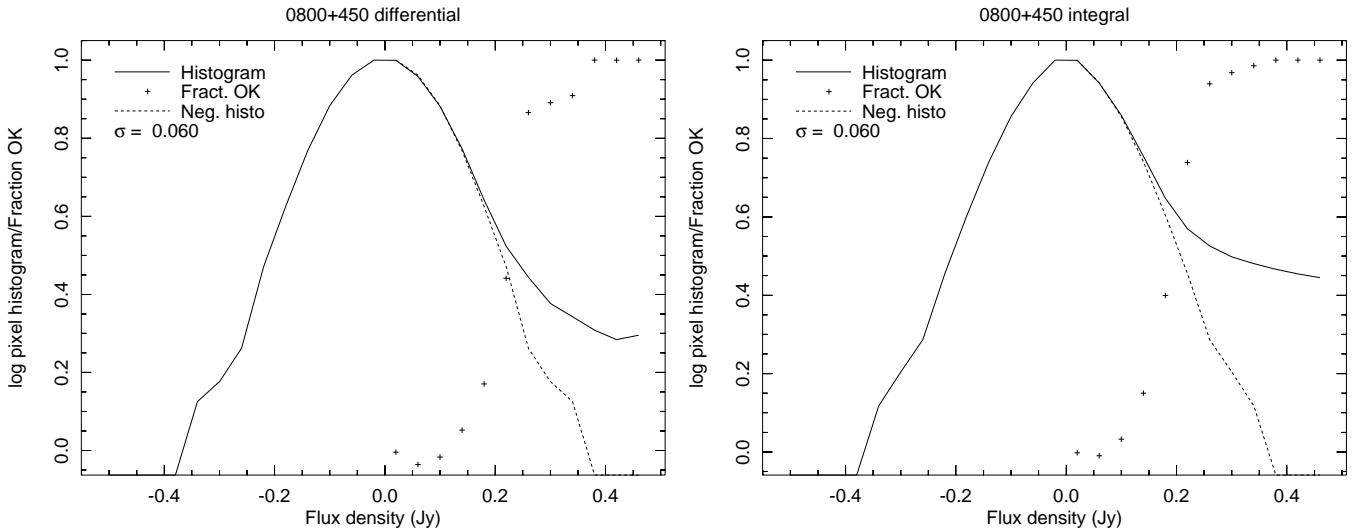 0800+450 differential
log pixel histogram/Fraction OK
1.0
0.8
0.6
0.4
0.2
0.0
Histogram
Fract. OK
Neg. histo
σ = 0.060
-0.4
-0.2
0.0
0.2
0.4
Flux density (Jy)
0800+450 integral
log pixel histogram/Fraction OK
1.0
0.8
0.6
0.4
0.2
0.0
Histogram
Fract. OK
Neg. histo
σ = 0.060
-0.4
-0.2
0.0
0.2
0.4
Flux density (Jy)